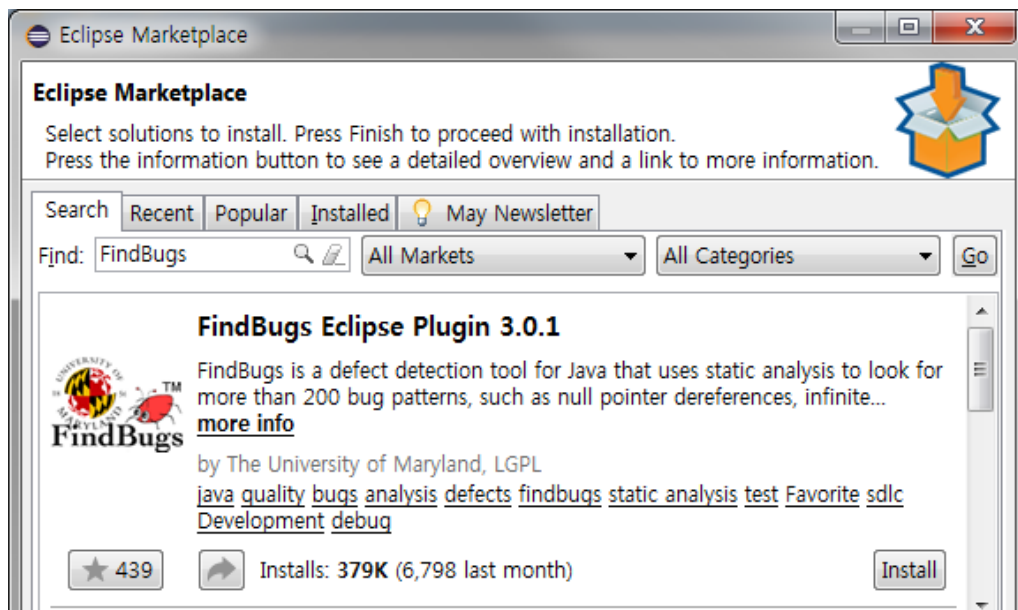 Eclipse Marketplace
Eclipse Marketplace
Select solutions to install. Press Finish to proceed with installation.
Press the information button to see a detailed overview and a link to more information.
Search Recent Popular Installed May Newsletter
Find: FindBugs All Markets All Categories Go
FindBugs Eclipse Plugin 3.0.1
FindBugs is a defect detection tool for Java that uses static analysis to look for
more than 200 bug patterns, such as null pointer dereferences, infinite...
more info
UNIVERSITY OF
MARYLAND
TM
FindBugs
by The University of Maryland, LGPL
java quality bugs analysis defects findbugs static analysis test Favorite sdlc
Development debug
439 Installs: 379K (6,798 last month) Install